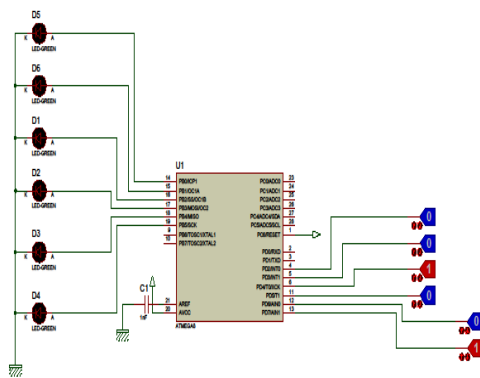 D5
K A
LED-GREEN
D6
K A
LED-GREEN
D1
K A
LED-GREEN
D2
K A
LED-GREEN
D3
K A
LED-GREEN
D4
K A
LED-GREEN
C1
1nF
U1
14 PB0/ICP1
15 PB1/OC1A
16 PB2/SS/OC1B
17 PB3/MOSI/OC2
18 PB4/MISO
19 PB5/SCK
9 PB6/TOSC1/XTAL1
10 PB7/TOSC2/XTAL2
21 AREF
20 AVCC
PC0/ADC0 23
PC1/ADC1 24
PC2/ADC2 25
PC3/ADC3 26
PC4/ADC4/SDA 27
PC5/ADC5/SCL 28
PC6/RESET 1
PD0/RXD 2
PD1/TXD 3
PD2/INT0 4
PD3/INT1 5
PD4/T0/XCK 6
PD5/T1 11
PD6/AIN0 12
PD7/AIN1 13
ATMEGA8
0
0
1
0
0
1